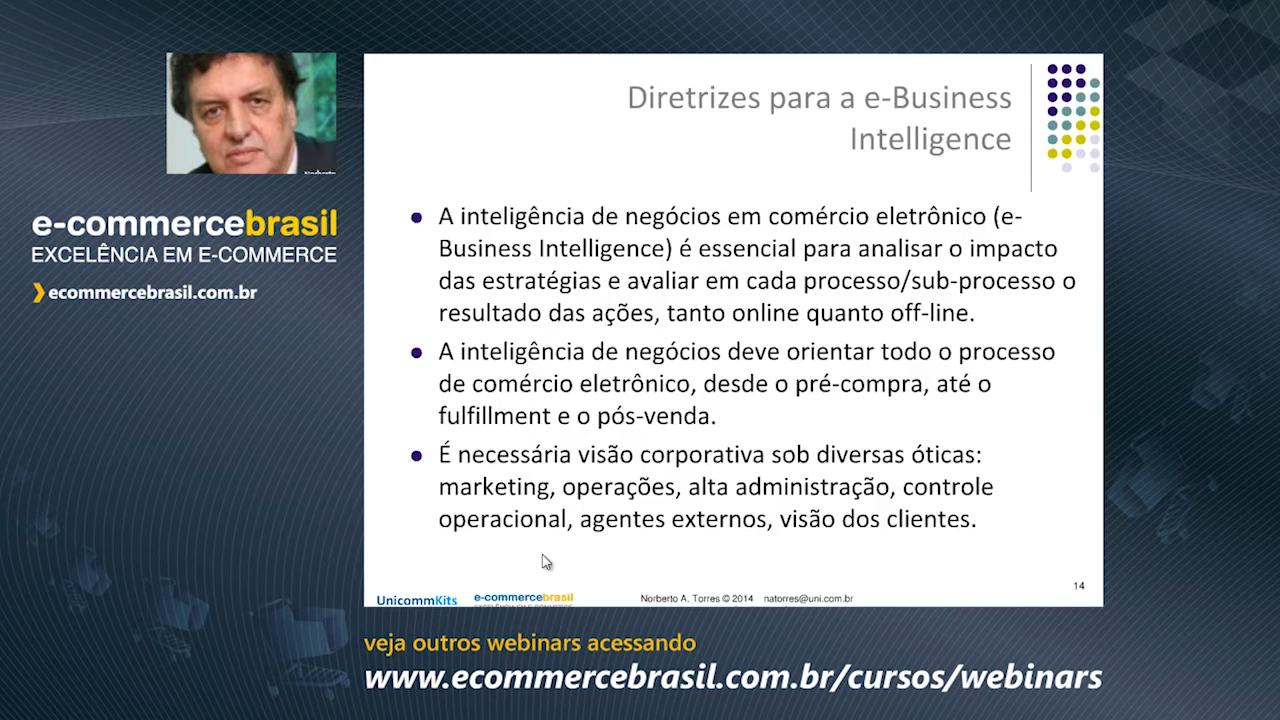 Norberto
e-commercebrasil
EXCELÊNCIA EM E-COMMERCE
ecommercebrasil.com.br
Diretrizes para a e-Business
Intelligence
● A inteligência de negócios em comércio eletrônico (e-
Business Intelligence) é essencial para analisar o impacto
das estratégias e avaliar em cada processo/sub-processo o
resultado das ações, tanto online quanto off-line.
● A inteligência de negócios deve orientar todo o processo
de comércio eletrônico, desde o pré-compra, até o
fulfillment e o pós-venda.
● É necessária visão corporativa sob diversas óticas:
marketing, operações, alta administração, controle
operacional, agentes externos, visão dos clientes.
14
UnicommKits
e-commercebrasil
EXCELÊNCIA EM E-COMMERCE
Norberto A. Torres © 2014 natorres@uni.com.br
veja outros webinars acessando
www.ecommercebrasil.com.br/cursos/webinars